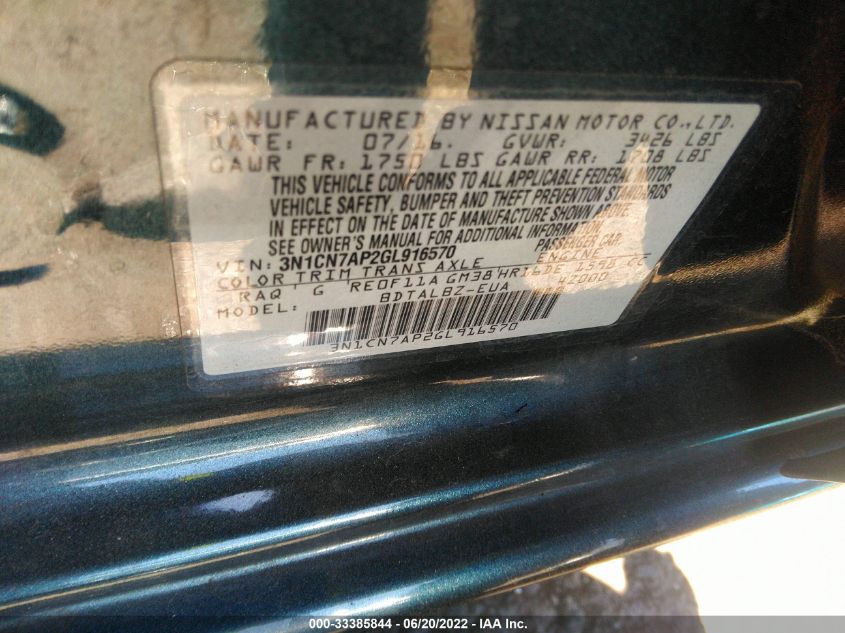 MANUFACTURED BY NISSAN MOTOR CO.,LTD.
DATE: 07/16. GVWR: 3426 LBS
GAWR FR: 1750 LBS GAWR RR: 1708 LBS
THIS VEHICLE CONFORMS TO ALL APPLICABLE FEDERAL MOTOR
VEHICLE SAFETY, BUMPER AND THEFT PREVENTION STANDARDS
IN EFFECT ON THE DATE OF MANUFACTURE SHOWN ABOVE.
SEE OWNER'S MANUAL FOR ADDITIONAL INFORMATION.
VIN: 3N1CN7AP2GL916570 PASSENGER CAR
COLOR TRIM TRANS AXLE ENGINE
RAQ G RE0F11A GM38 HR16DE 1598 CC
MODEL: BDTALBZ-EUA
3N1CN7AP2GL916570
000-33385844 - 06/20/2022 - IAA Inc.